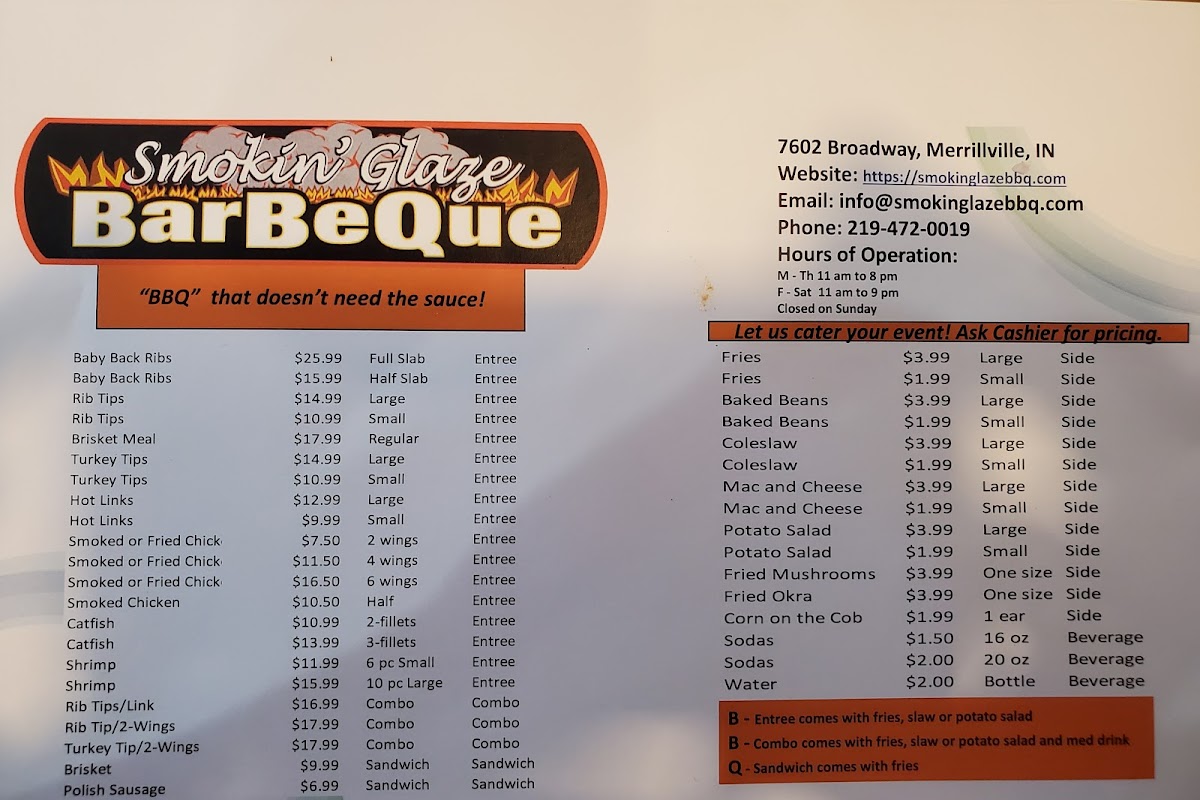 Smokin' Glaze
BarBeQue
"BBQ" that doesn't need the sauce!
Baby Back Ribs $25.99 Full Slab Entree
Baby Back Ribs $15.99 Half Slab Entree
Rib Tips $14.99 Large Entree
Rib Tips $10.99 Small Entree
Brisket Meal $17.99 Regular Entree
Turkey Tips $14.99 Large Entree
Turkey Tips $10.99 Small Entree
Hot Links $12.99 Large Entree
Hot Links $9.99 Small Entree
Smoked or Fried Chick $7.50 2 wings Entree
Smoked or Fried Chick $11.50 4 wings Entree
Smoked or Fried Chick $16.50 6 wings Entree
Smoked Chicken $10.50 Half Entree
Catfish $10.99 2-fillets Entree
Catfish $13.99 3-fillets Entree
Shrimp $11.99 6 pc Small Entree
Shrimp $15.99 10 pc Large Entree
Rib Tips/Link $16.99 Combo Combo
Rib Tip/2-Wings $17.99 Combo Combo
Turkey Tip/2-Wings $17.99 Combo Combo
Brisket $9.99 Sandwich Sandwich
Polish Sausage $6.99 Sandwich Sandwich
7602 Broadway, Merrillville, IN
Website: https://smokinglazebbq.com
Email: info@smokinglazebbq.com
Phone: 219-472-0019
Hours of Operation:
M - Th 11 am to 8 pm
F - Sat 11 am to 9 pm
Closed on Sunday
Let us cater your event! Ask Cashier for pricing.
Fries $3.99 Large Side
Fries $1.99 Small Side
Baked Beans $3.99 Large Side
Baked Beans $1.99 Small Side
Coleslaw $3.99 Large Side
Coleslaw $1.99 Small Side
Mac and Cheese $3.99 Large Side
Mac and Cheese $1.99 Small Side
Potato Salad $3.99 Large Side
Potato Salad $1.99 Small Side
Fried Mushrooms $3.99 One size Side
Fried Okra $3.99 One size Side
Corn on the Cob $1.99 1 ear Side
Sodas $1.50 16 oz Beverage
Sodas $2.00 20 oz Beverage
Water $2.00 Bottle Beverage
B - Entree comes with fries, slaw or potato salad
B - Combo comes with fries, slaw or potato salad and med drink
Q - Sandwich comes with fries